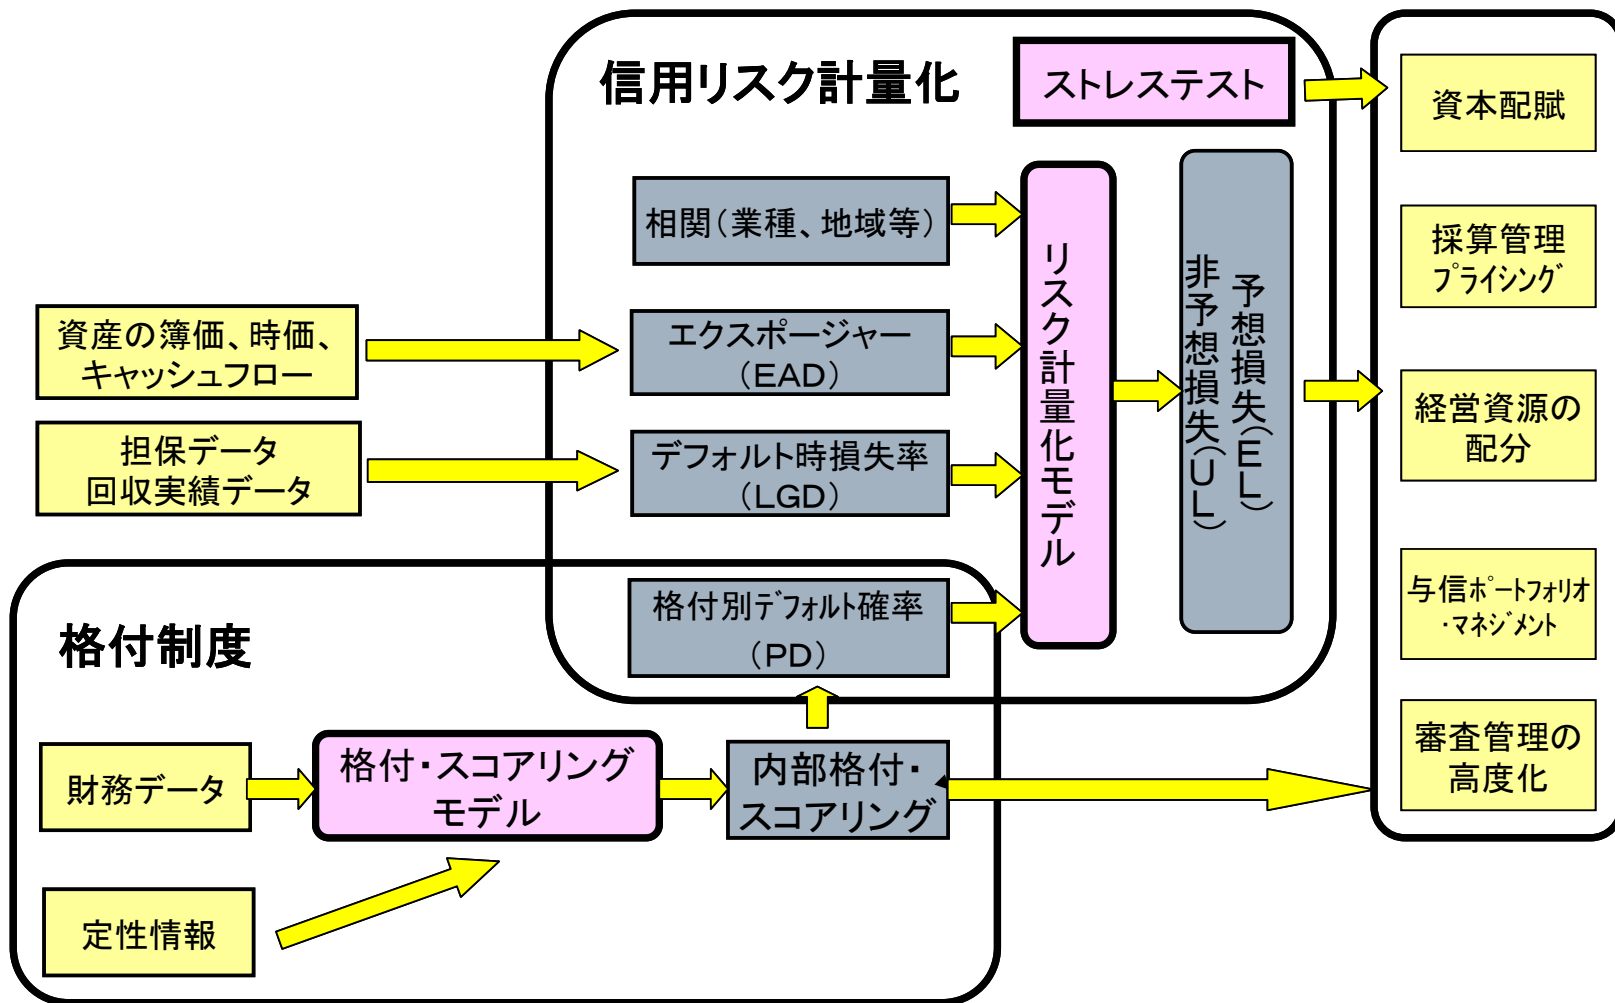 信用リスク計量化
ストレステスト
相関（業種、地域等）
資産の簿価、時価、
キャッシュフロー
エクスポージャー
（EAD）
担保データ
回収実績データ
デフォルト時損失率
（LGD）
リスク計量化モデル
予想損失（EL）
非予想損失（UL）
格付制度
格付別ﾃﾞﾌｫﾙﾄ確率
（PD）
財務データ
格付・スコアリング
モデル
内部格付・
スコアリング
定性情報
資本配賦
採算管理
ﾌﾟﾗｲｼﾝｸﾞ
経営資源の
配分
与信ﾎﾟｰﾄﾌｫﾘｵ
・ﾏﾈｼﾞﾒﾝﾄ
審査管理の
高度化